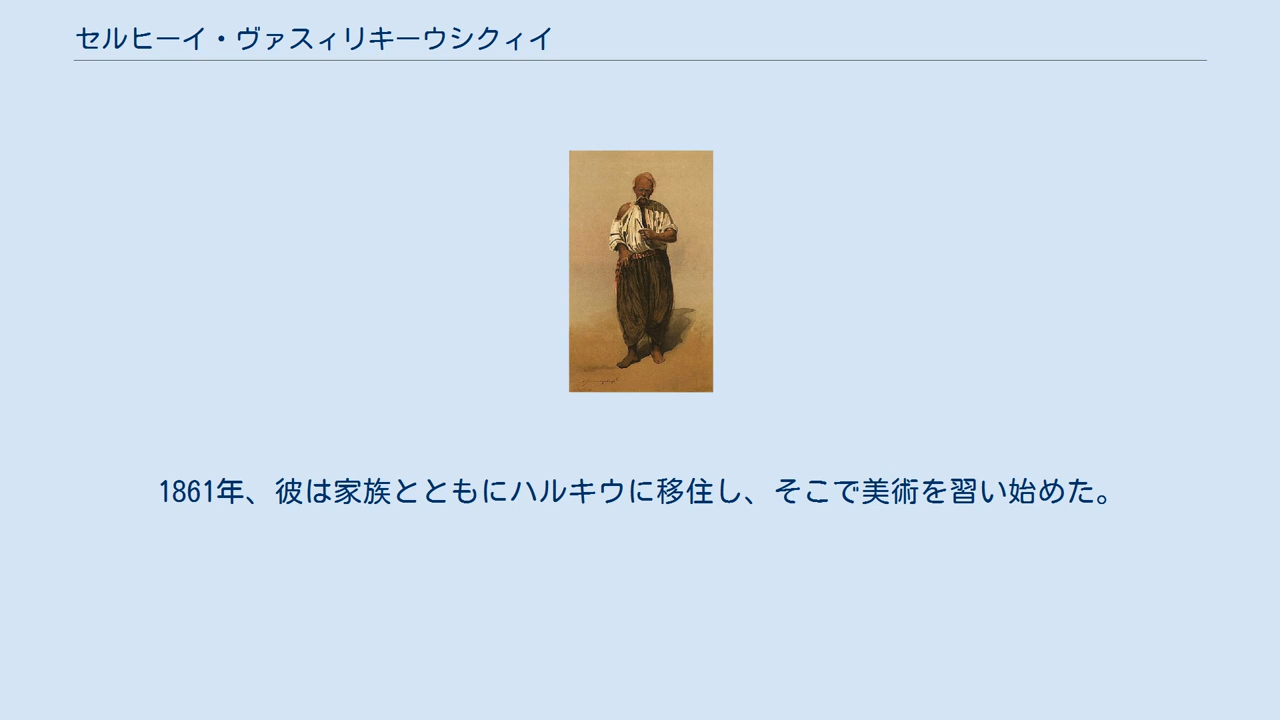 セルヒーイ・ヴァスィリキーウシクィイ
1861年、彼は家族とともにハルキウに移住し、そこで美術を習い始めた。